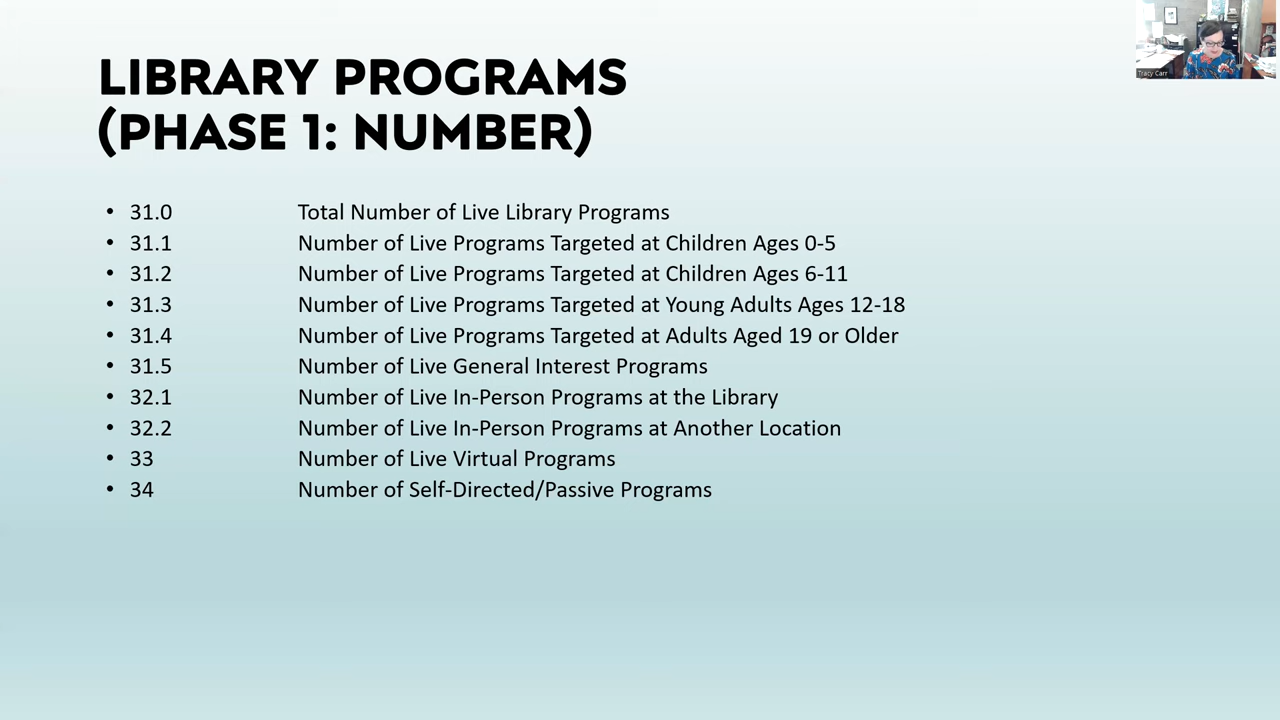 Tracy Carr
LIBRARY PROGRAMS
(PHASE 1: NUMBER)
• 31.0 Total Number of Live Library Programs
• 31.1 Number of Live Programs Targeted at Children Ages 0-5
• 31.2 Number of Live Programs Targeted at Children Ages 6-11
• 31.3 Number of Live Programs Targeted at Young Adults Ages 12-18
• 31.4 Number of Live Programs Targeted at Adults Aged 19 or Older
• 31.5 Number of Live General Interest Programs
• 32.1 Number of Live In-Person Programs at the Library
• 32.2 Number of Live In-Person Programs at Another Location
• 33 Number of Live Virtual Programs
• 34 Number of Self-Directed/Passive Programs